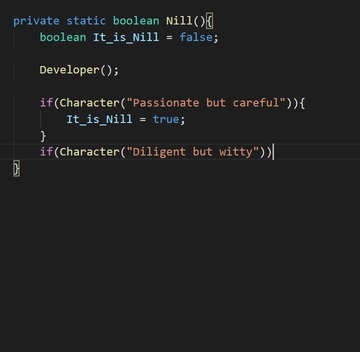 private static boolean Nill(){
boolean It_is_Nill = false;
Developer();
if(Character("Passionate but careful")){
It_is_Nill = true;
}
if(Character("Diligent but witty"))
}